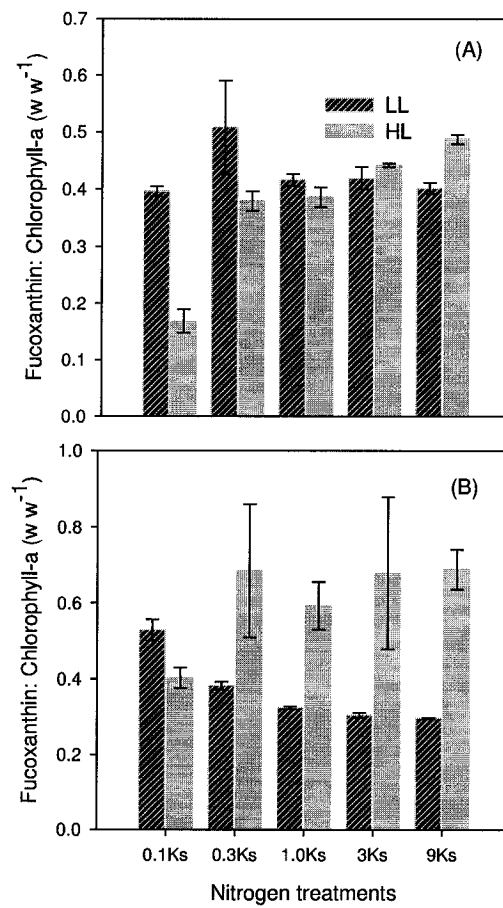 0.7
0.6
0.5
0.4
0.3
0.2
0.1
0.0
Fucoxanthin: Chlorophyll-a (w w⁻¹)
(A)
LL
HL
1.0
0.8
0.6
0.4
0.2
0.0
Fucoxanthin: Chlorophyll-a (w w⁻¹)
(B)
0.1Ks 0.3Ks 1.0Ks 3Ks 9Ks
Nitrogen treatments